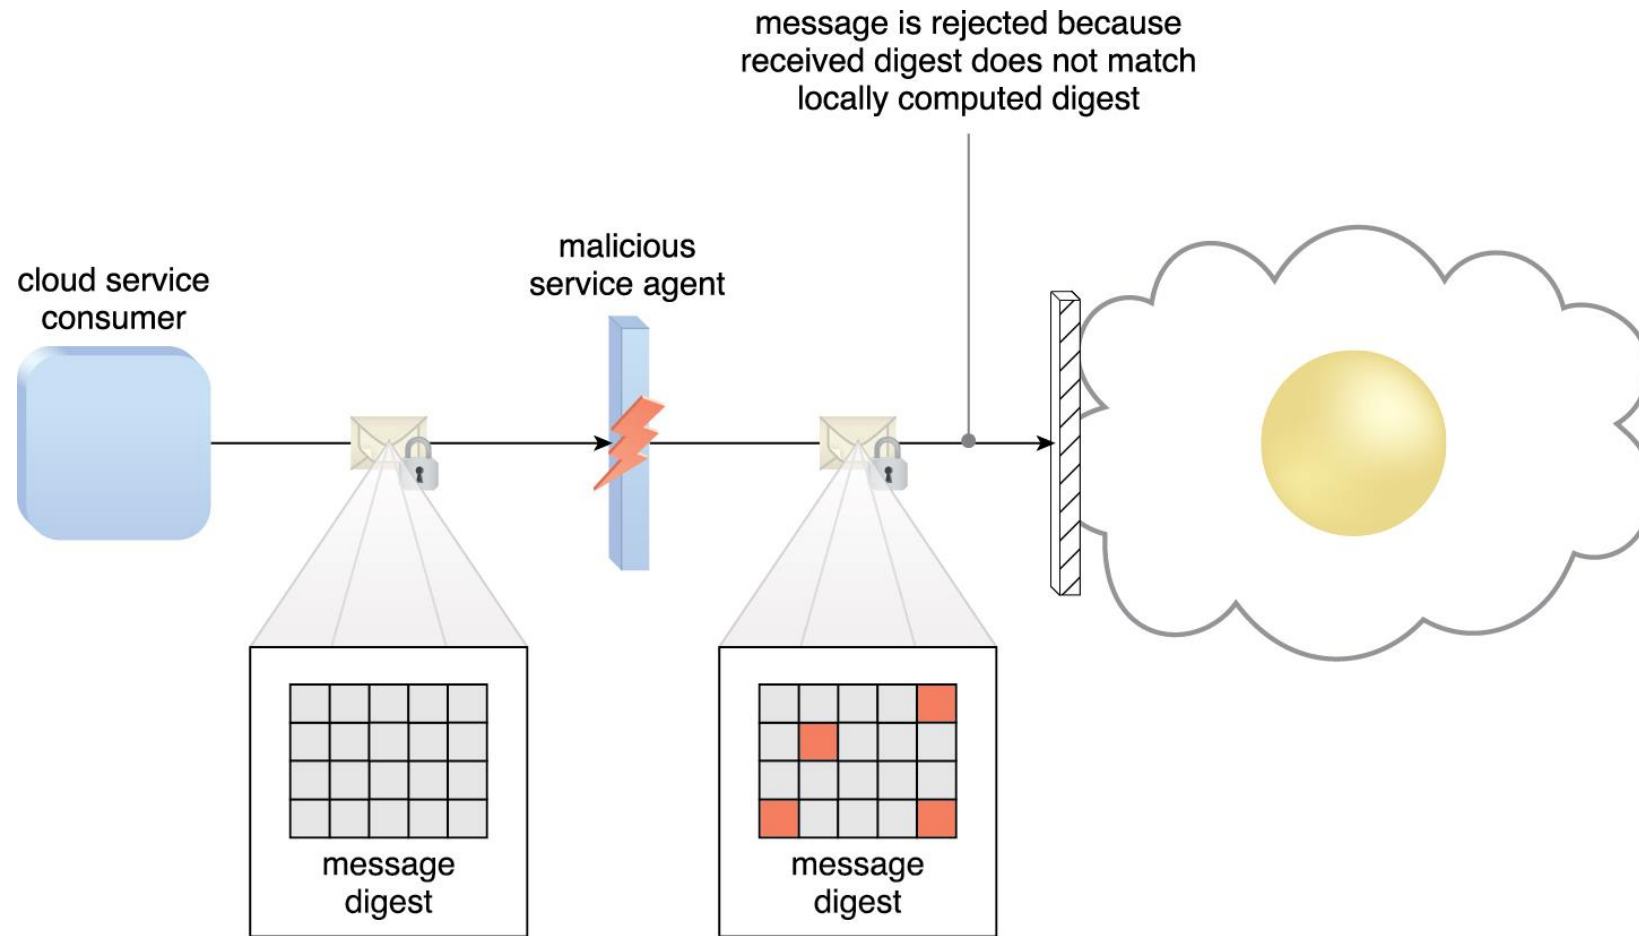 message is rejected because
received digest does not match
locally computed digest
malicious
service agent
cloud service
consumer
message
digest
message
digest